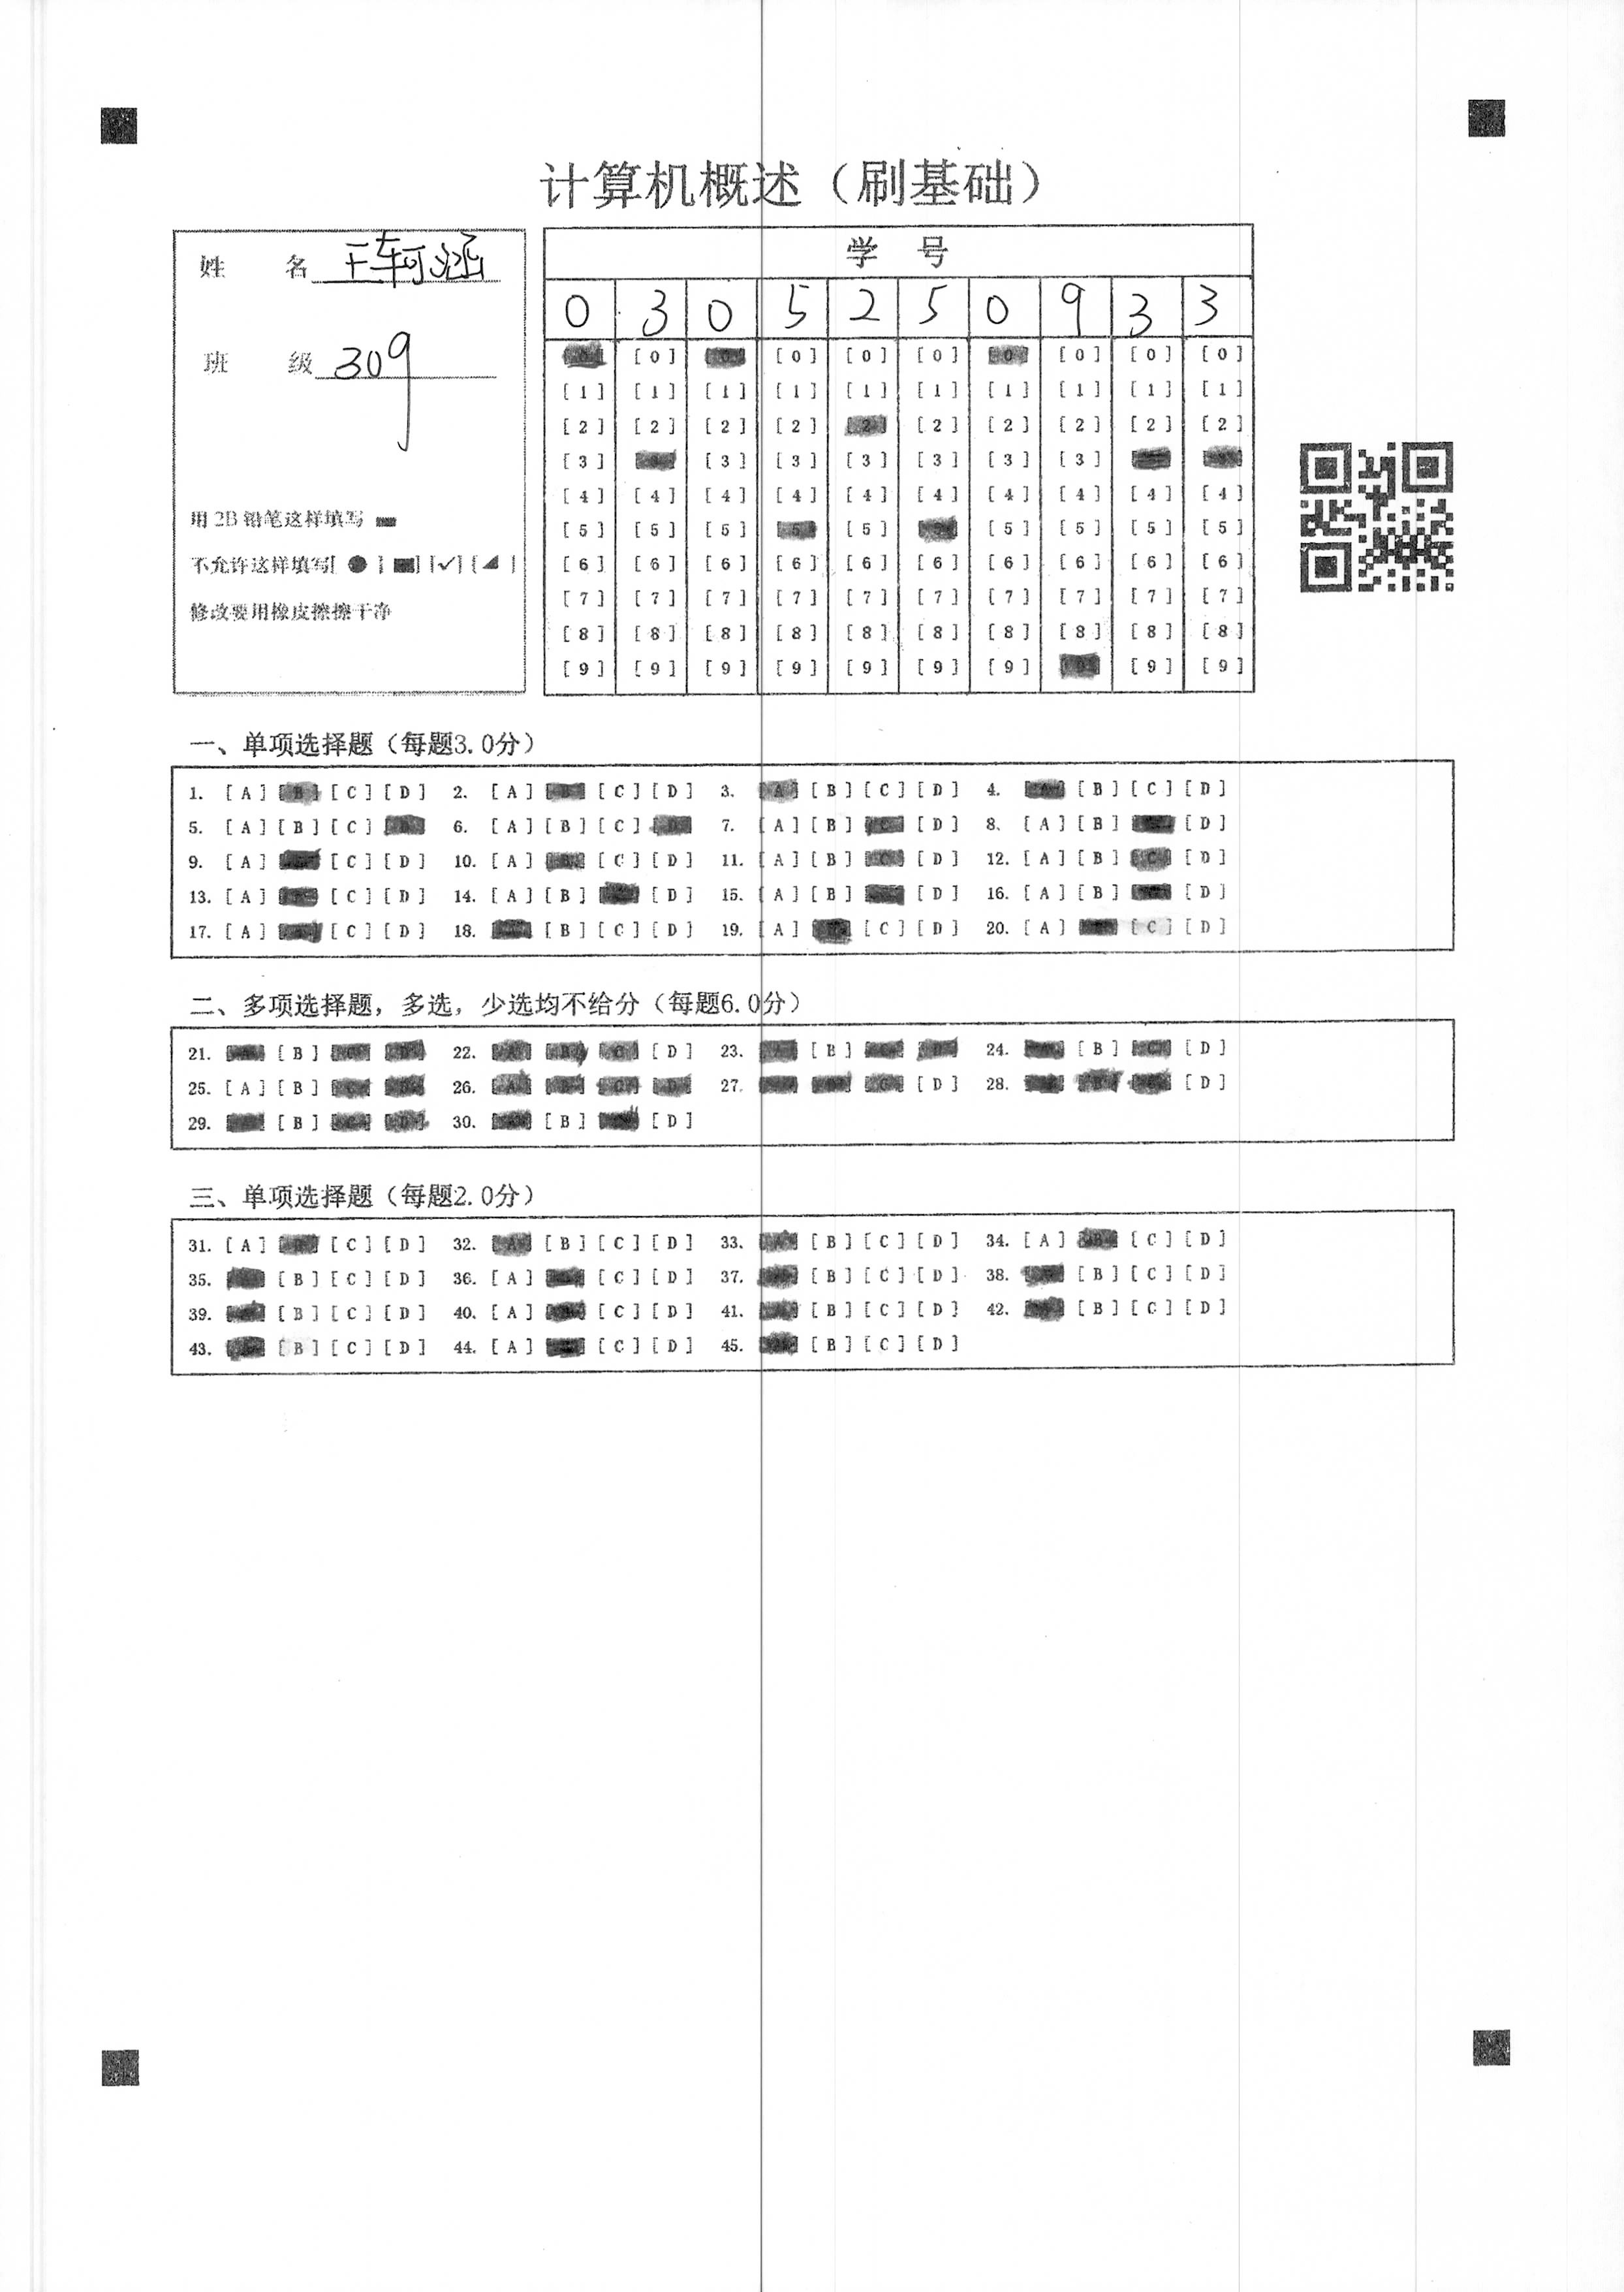 计算机概述（刷基础）
姓 名 王轲涵
班 级 309
用 2B 铅笔这样填写
不允许这样填写[ ● ] [■] [✓] [◢ ]
修改要用橡皮擦擦干净
学 号
0 3 0 5 2 5 0 9 3 3
[0] [0] [0] [0] [0] [0] [0]
[1] [1] [1] [1] [1] [1] [1] [1] [1] [1]
[2] [2] [2] [2] [2] [2] [2] [2] [2] [2]
[3] [3] [3] [3] [3] [3] [3]
[4] [4] [4] [4] [4] [4] [4] [4] [4] [4]
[5] [5] [5] [5] [5] [5] [5] [5] [5]
[6] [6] [6] [6] [6] [6] [6] [6] [6] [6]
[7] [7] [7] [7] [7] [7] [7] [7] [7] [7]
[8] [8] [8] [8] [8] [8] [8] [8] [8] [8]
[9] [9] [9] [9] [9] [9] [9] [9] [9]
一、单项选择题（每题3.0分）
1. [A] [B] [C] [D] 2. [A] [C] [D] 3. [A] [B] [C] [D] 4. [B] [C] [D]
5. [A] [B] [C] 6. [A] [B] [C] 7. [A] [B] [D] 8. [A] [B] [D]
9. [A] [C] [D] 10. [A] [C] [D] 11. [A] [B] [C] [D] 12. [A] [B] [C] [D]
13. [A] [C] [D] 14. [A] [B] [D] 15. [A] [B] [D] 16. [A] [B] [D]
17. [A] [C] [D] 18. [B] [C] [D] 19. [A] [C] [D] 20. [A] [C] [D]
二、多项选择题，多选，少选均不给分（每题6.0分）
21. [B] 22. [D] 23. [B] 24. [B] [D]
25. [A] [B] 26. [A] [B] [C] [D] 27. [D] 28. [D]
29. [B] 30. [B] [D]
三、单项选择题（每题2.0分）
31. [A] [C] [D] 32. [A] [B] [C] [D] 33. [B] [C] [D] 34. [A] [B] [C] [D]
35. [B] [C] [D] 36. [A] [C] [D] 37. [B] [C] [D] 38. [B] [C] [D]
39. [B] [C] [D] 40. [A] [C] [D] 41. [B] [C] [D] 42. [B] [C] [D]
43. [B] [C] [D] 44. [A] [C] [D] 45. [B] [C] [D]